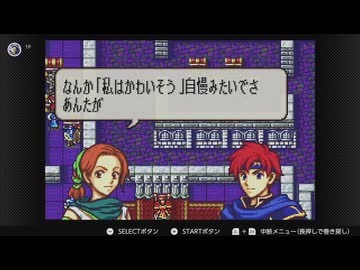 1P
なんか「私はかわいそう」自慢みたいでさ
あんたが
SELECTボタン
STARTボタン
+ 中断メニュー(長押しで巻き戻し)